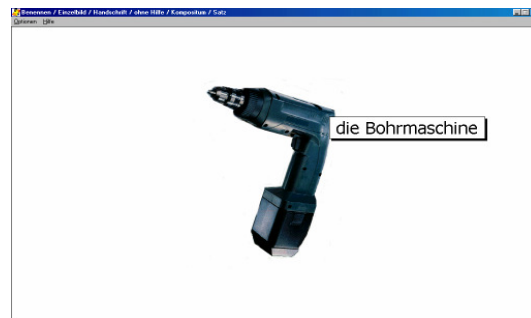 Benennen / Einzelbild / Handschrift / ohne Hilfe / Kompositum / Satz
Optionen Hilfe
die Bohrmaschine